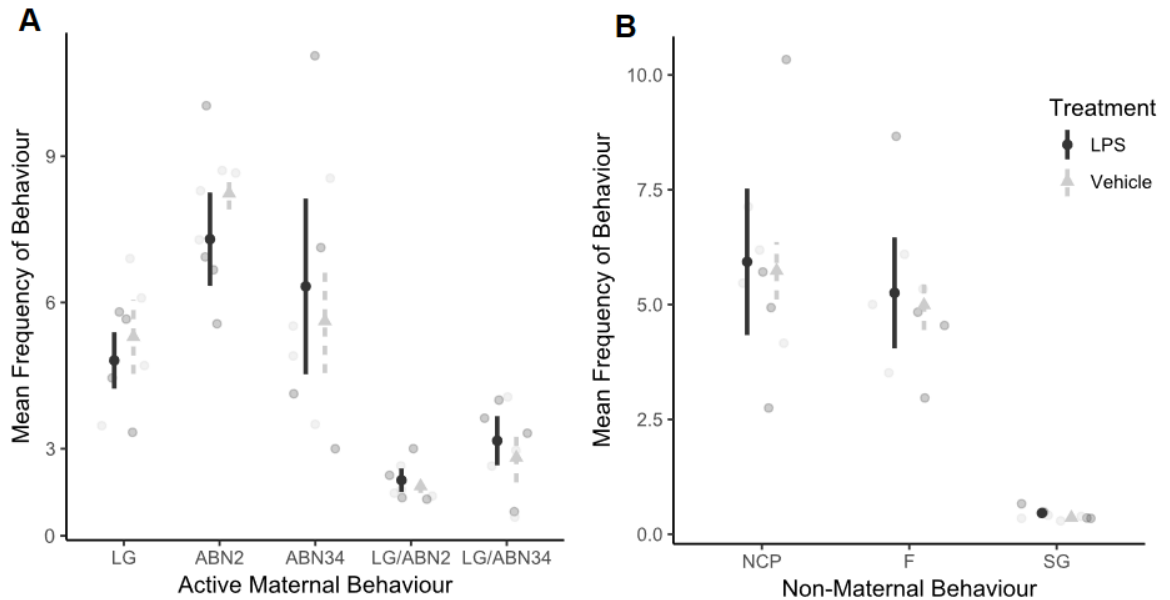 A
Mean Frequency of Behaviour
9
6
3
0
LG ABN2 ABN34 LG/ABN2 LG/ABN34
Active Maternal Behaviour
B
Mean Frequency of Behaviour
10.0
7.5
5.0
2.5
0.0
NCP F SG
Non-Maternal Behaviour
Treatment
LPS
Vehicle